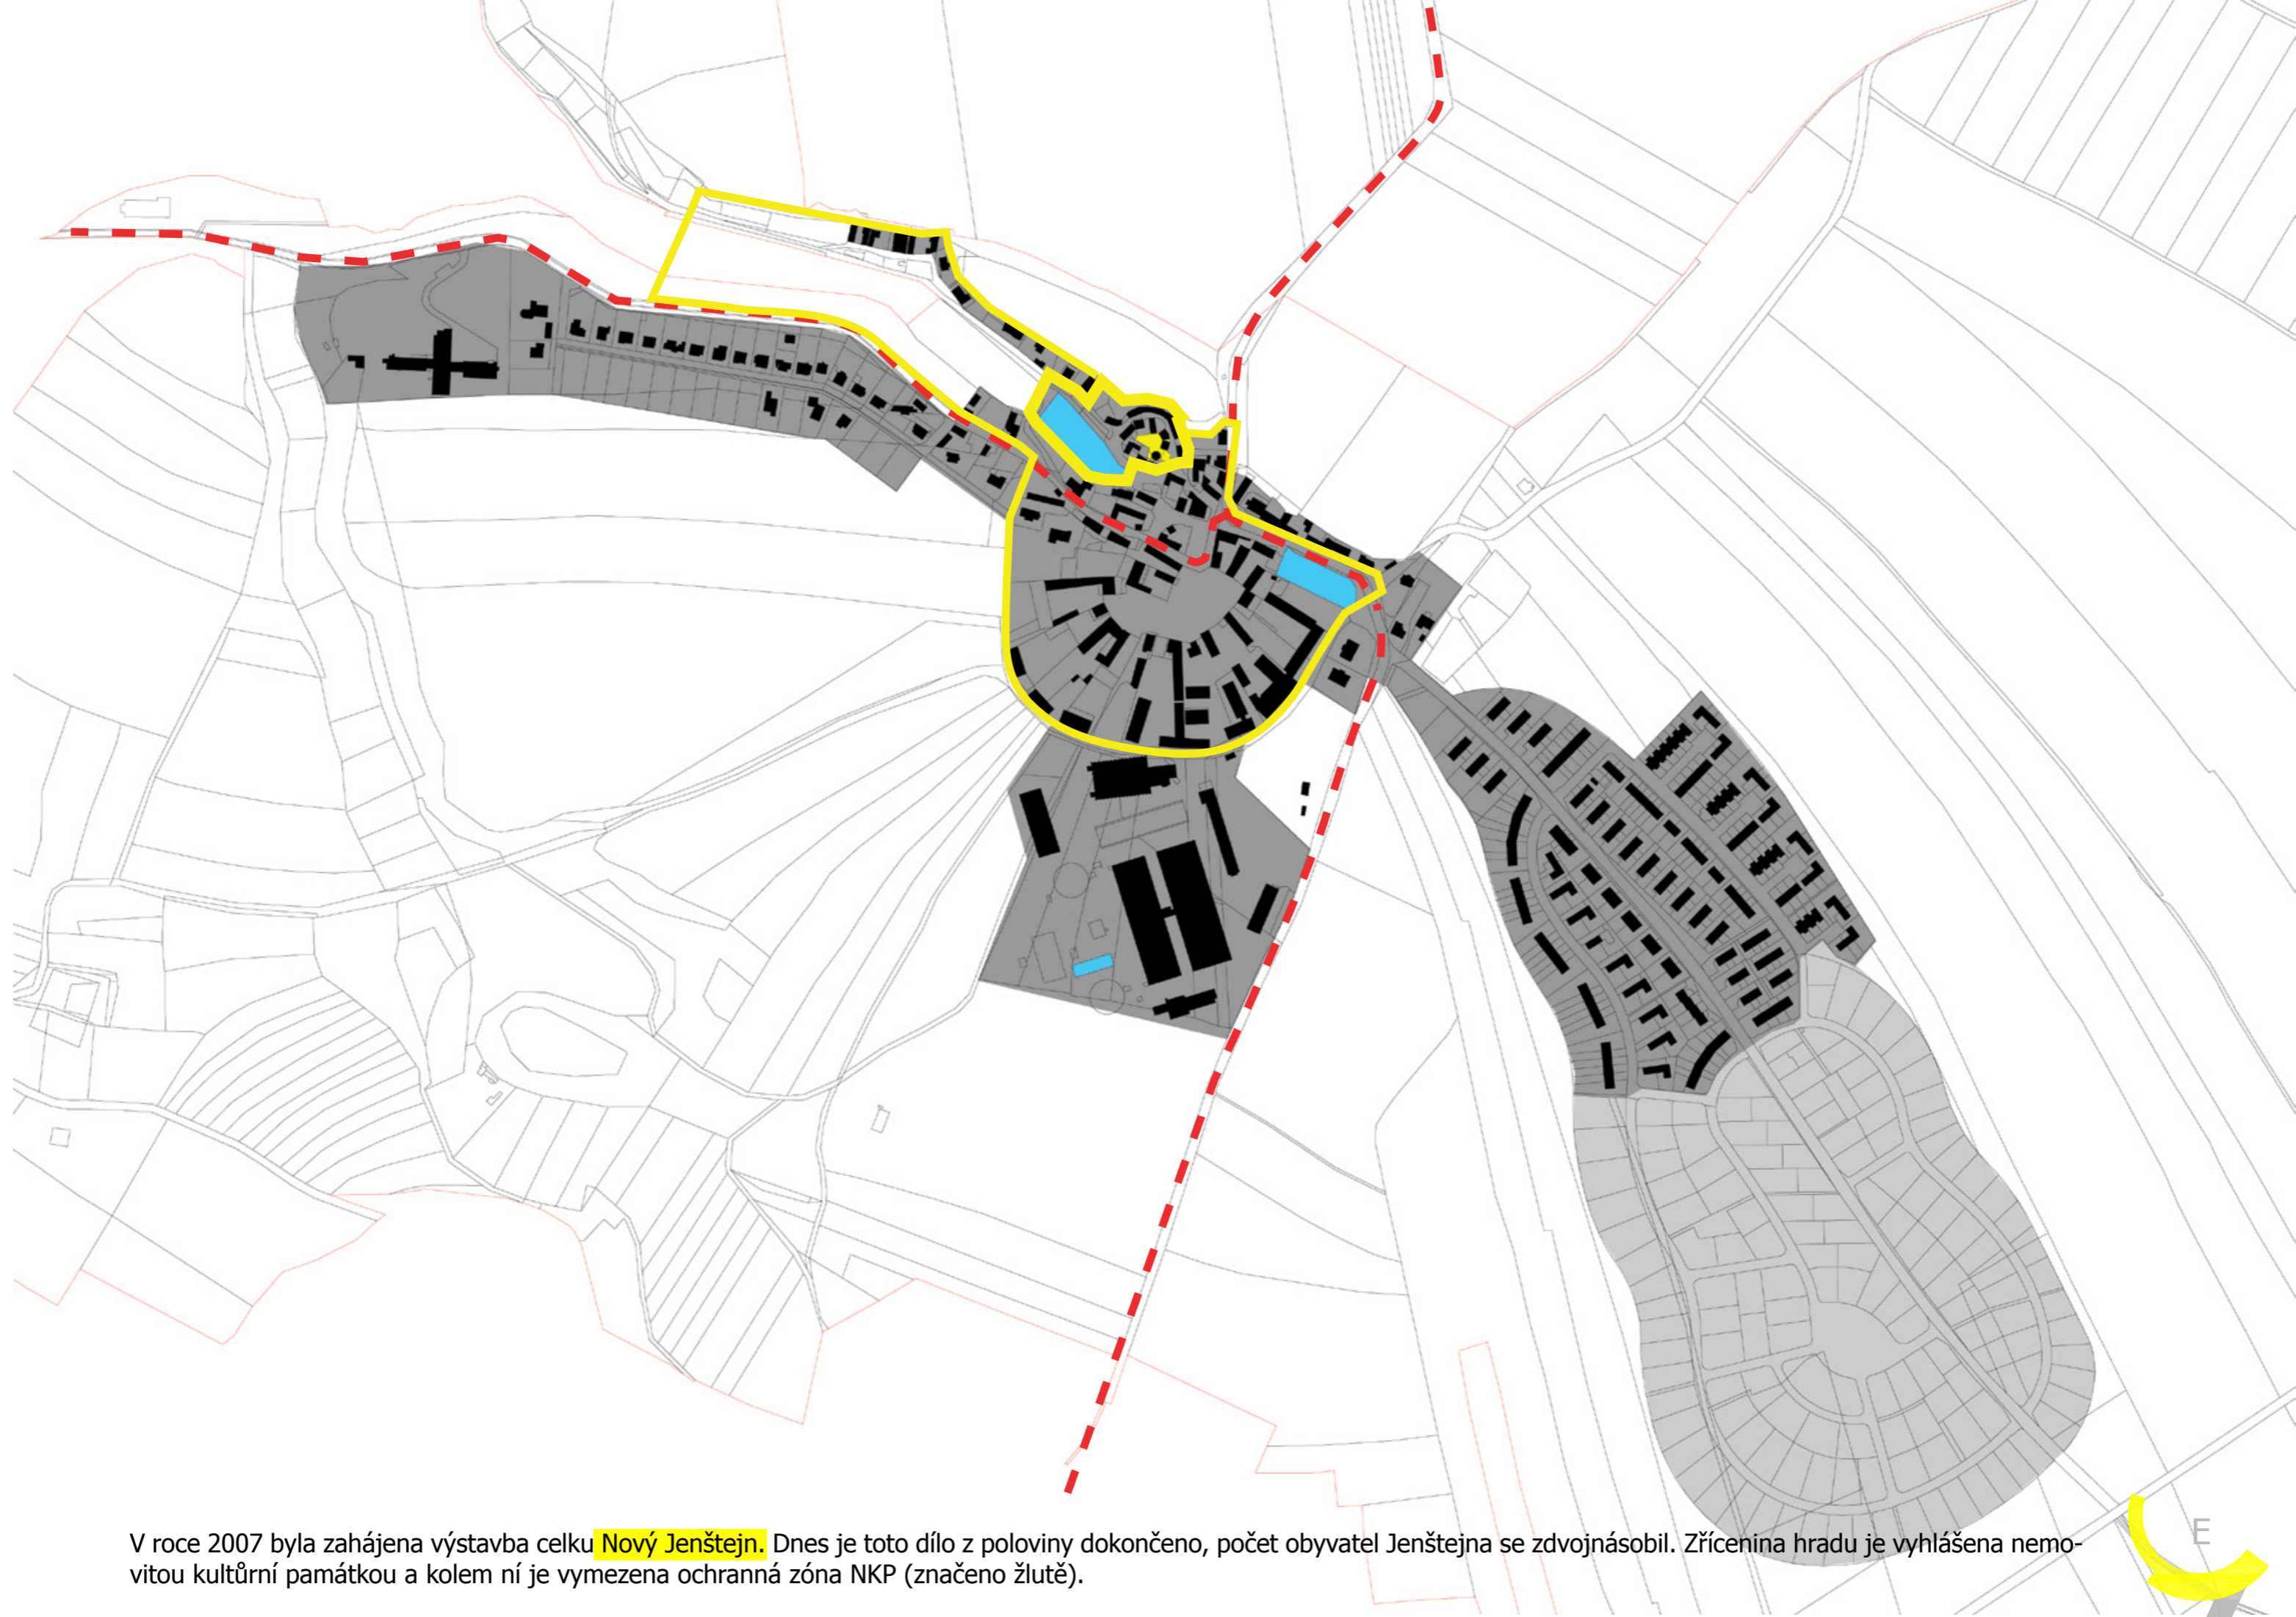 V roce 2007 byla zahájena výstavba celku Nový Jenštejn. Dnes je toto dílo z poloviny dokončeno, počet obyvatel Jenštejna se zdvojnásobil. Zřícenina hradu je vyhlášena nemo-
vitou kultůrní památkou a kolem ní je vymezena ochranná zóna NKP (značeno žlutě).
E